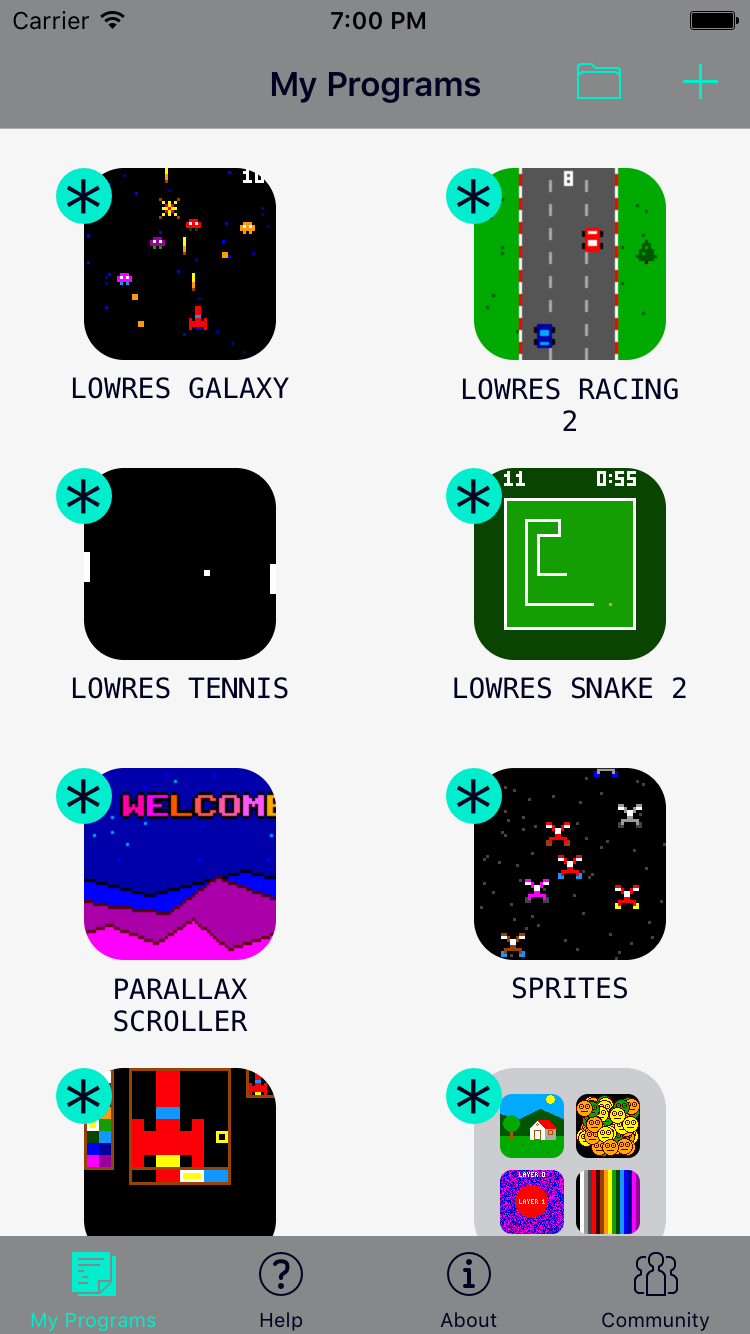 Carrier 7:00 PM
My Programs
8
LOWRES GALAXY
LOWRES RACING
2
11 0:55
LOWRES TENNIS
LOWRES SNAKE 2
WELCOME
PARALLAX
SCROLLER
SPRITES
LAYER 0
LAYER 1
My Programs
Help
About
Community